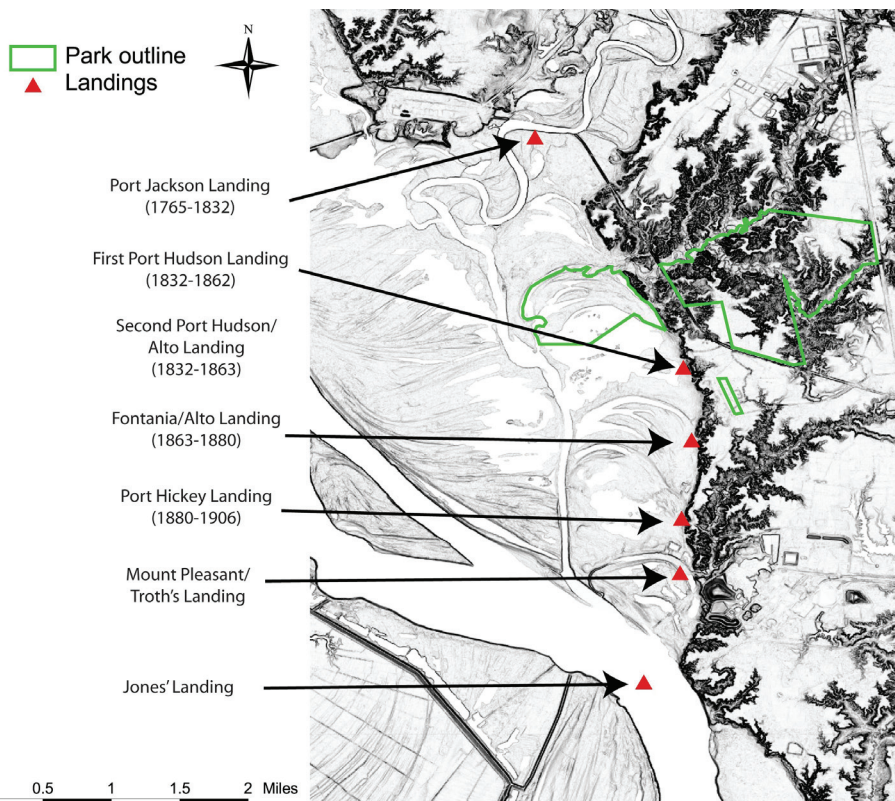 N
Park outline
Landings
Port Jackson Landing
(1765-1832)
First Port Hudson Landing
(1832-1862)
Second Port Hudson/
Alto Landing
(1832-1863)
Fontania/Alto Landing
(1863-1880)
Port Hickey Landing
(1880-1906)
Mount Pleasant/
Troth's Landing
Jones' Landing
0.5 1 1.5 2 Miles